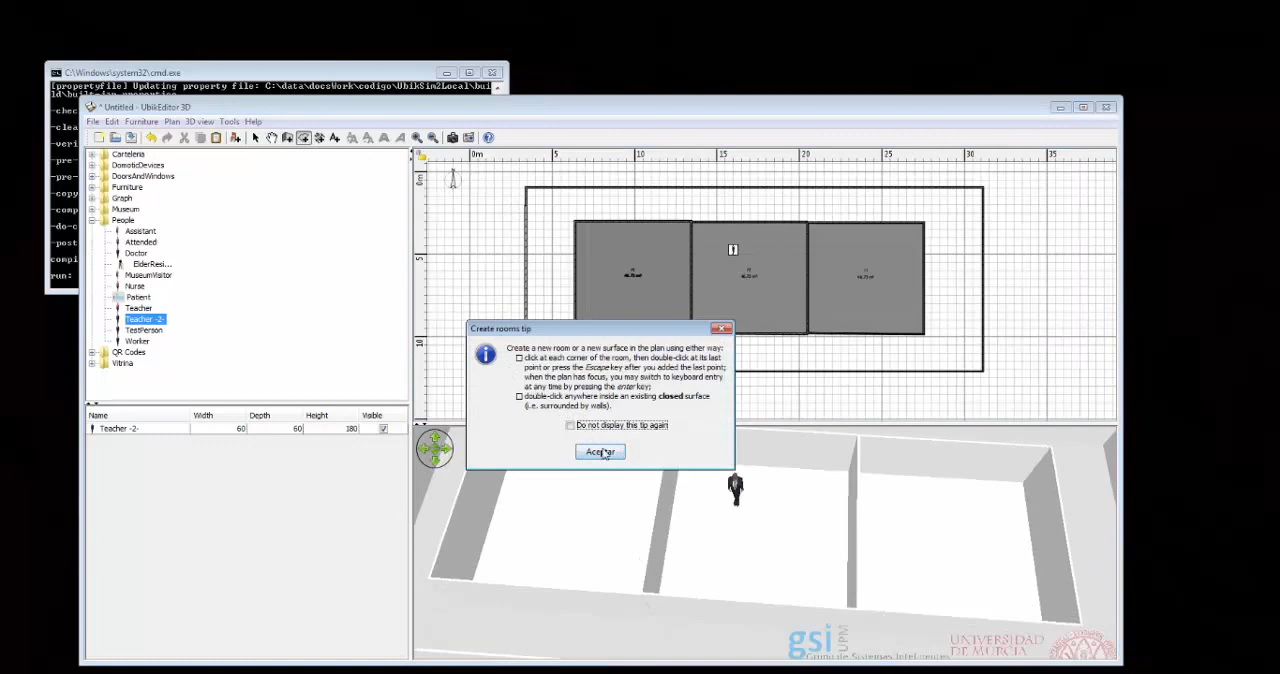 C:\Windows\system32\cmd.exe
[propertyfile] Updating property file: C:\data\docsWork\codigo\UbikSim2Local\bui
ld\built-jar.properties
-chec
-clea
-veri
-pre-
-pre-
-copy
-comp
-do-c
-post
compi
run:
* Untitled - UbikEditor 3D
File Edit Furniture Plan 3D view Tools Help
Carteleria
DomoticDevices
DoorsAndWindows
Furniture
Graph
Museum
People
Assistant
Attended
Doctor
ElderResi...
MuseumVisitor
Nurse
Patient
Teacher
Teacher -2-
TestPerson
Worker
QR Codes
Vitrina
Name Width Depth Height Visible
Teacher -2- 60 60 180
0m 5 10 15 20 25 30 35
0m
5
10
Create rooms tip
Create a new room or a new surface in the plan using either way:
click at each corner of the room, then double-click at its last
point or press the Escape key after you added the last point;
when the plan has focus, you may switch to keyboard entry
at any time by pressing the enter key;
double-click anywhere inside an existing closed surface
(i.e. surrounded by walls).
Do not display this tip again
Aceptar
gsi UPM
Grupo de Sistemas Inteligentes
UNIVERSIDAD
DE MURCIA